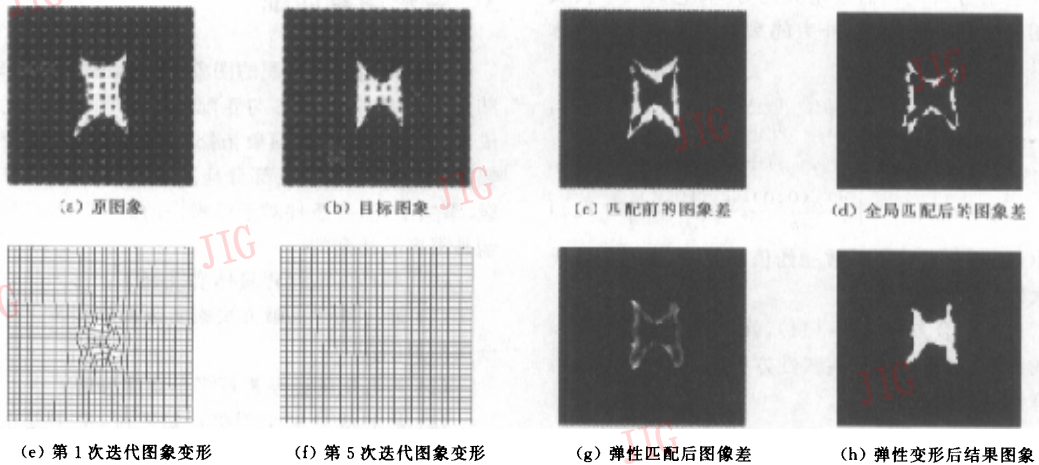 JIG
(a) 原图象
(b) 目标图象
(c) 匹配前的图象差
(d) 全局匹配后的图象差
JIG
JIG
JIG
(e) 第 1 次迭代图象变形
(f) 第 5 次迭代图象变形
(g) 弹性匹配后图像差
(h) 弹性变形后结果图象
JIG
JIG